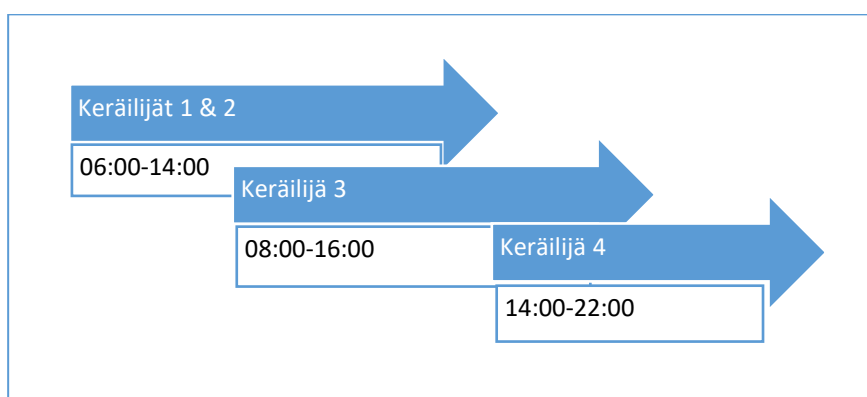 Keräilijät 1 & 2
06:00-14:00
Keräilijä 3
08:00-16:00
Keräilijä 4
14:00-22:00